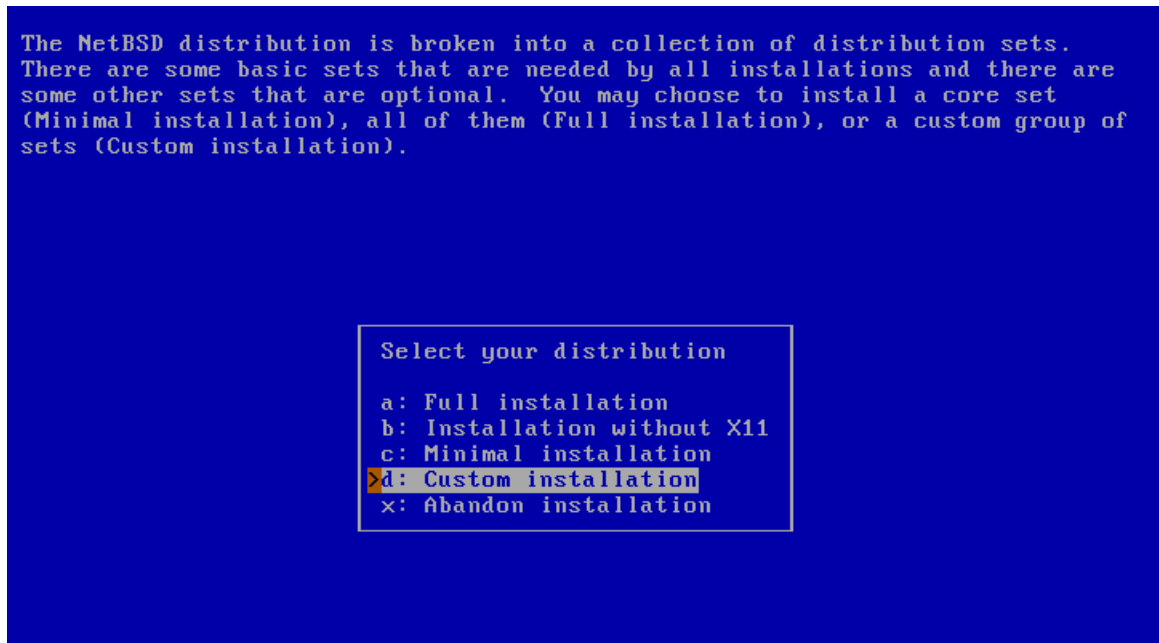 The NetBSD distribution is broken into a collection of distribution sets.
There are some basic sets that are needed by all installations and there are
some other sets that are optional.  You may choose to install a core set
(Minimal installation), all of them (Full installation), or a custom group of
sets (Custom installation).
Select your distribution
a: Full installation
b: Installation without X11
c: Minimal installation
>d: Custom installation
x: Abandon installation